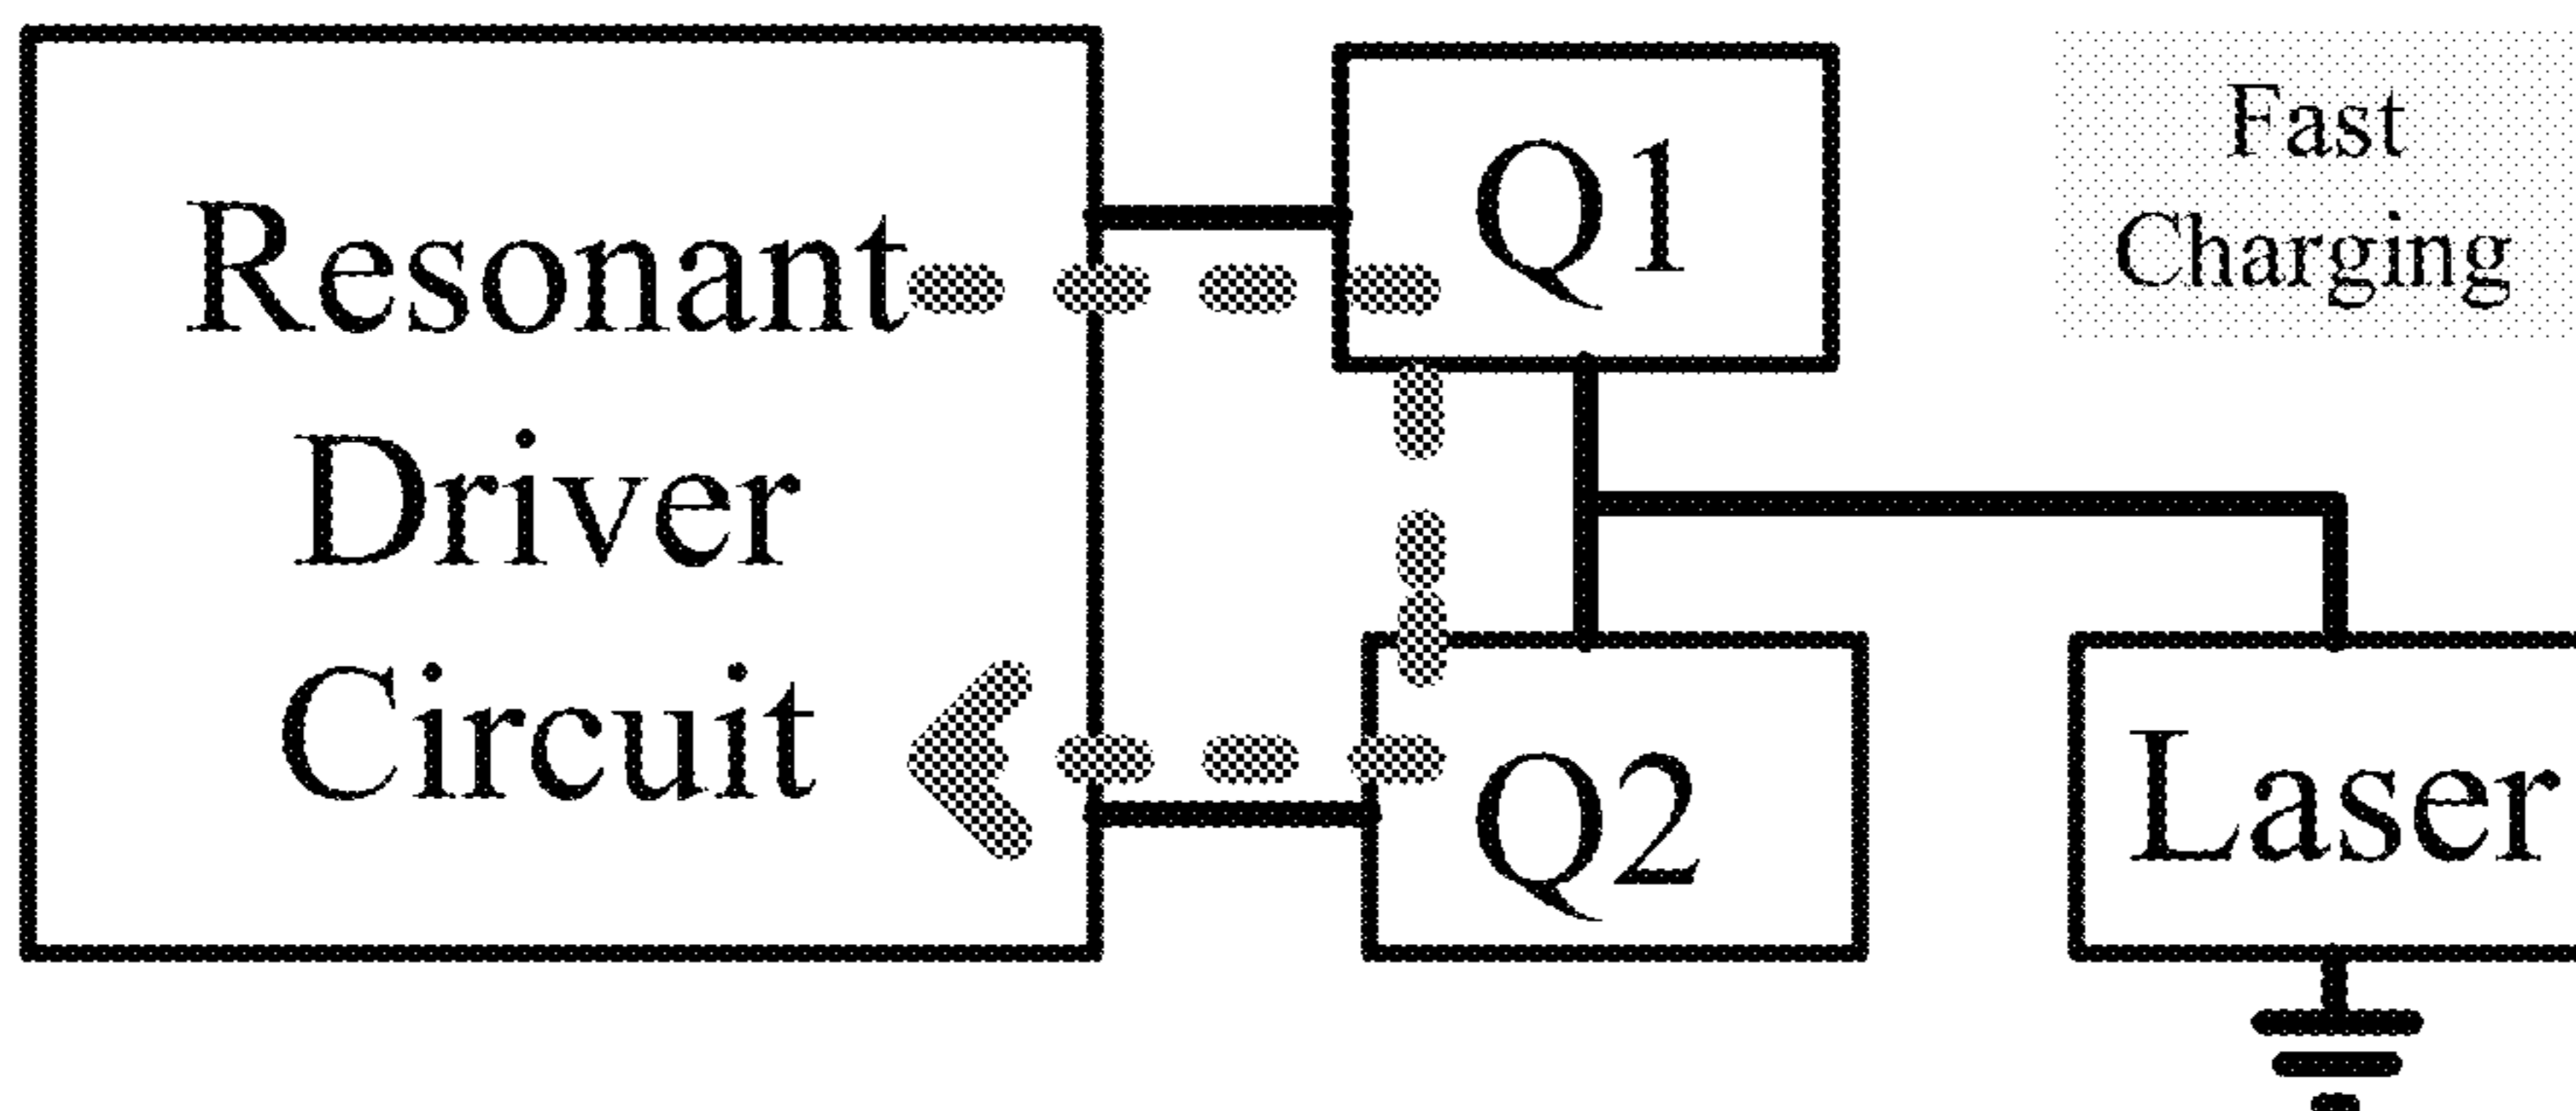 Resonant
Driver
Circuit
Q1
Q2
Fast
Charging
Laser